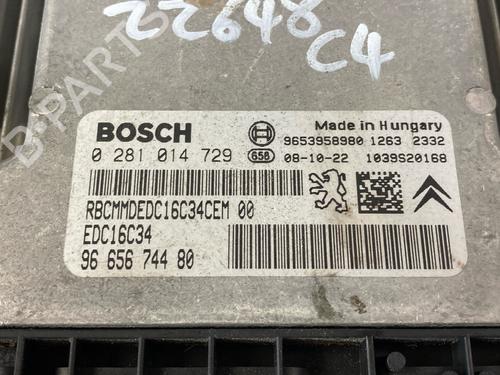 22648
C4
BOSCH
Made in Hungary
9653958980 1263 2332
0 281 014 729 658 08-10-22 1039S20168
RBCMMDEDC16C34CEM 00
EDC16C34
96 656 744 80
B-PARTS